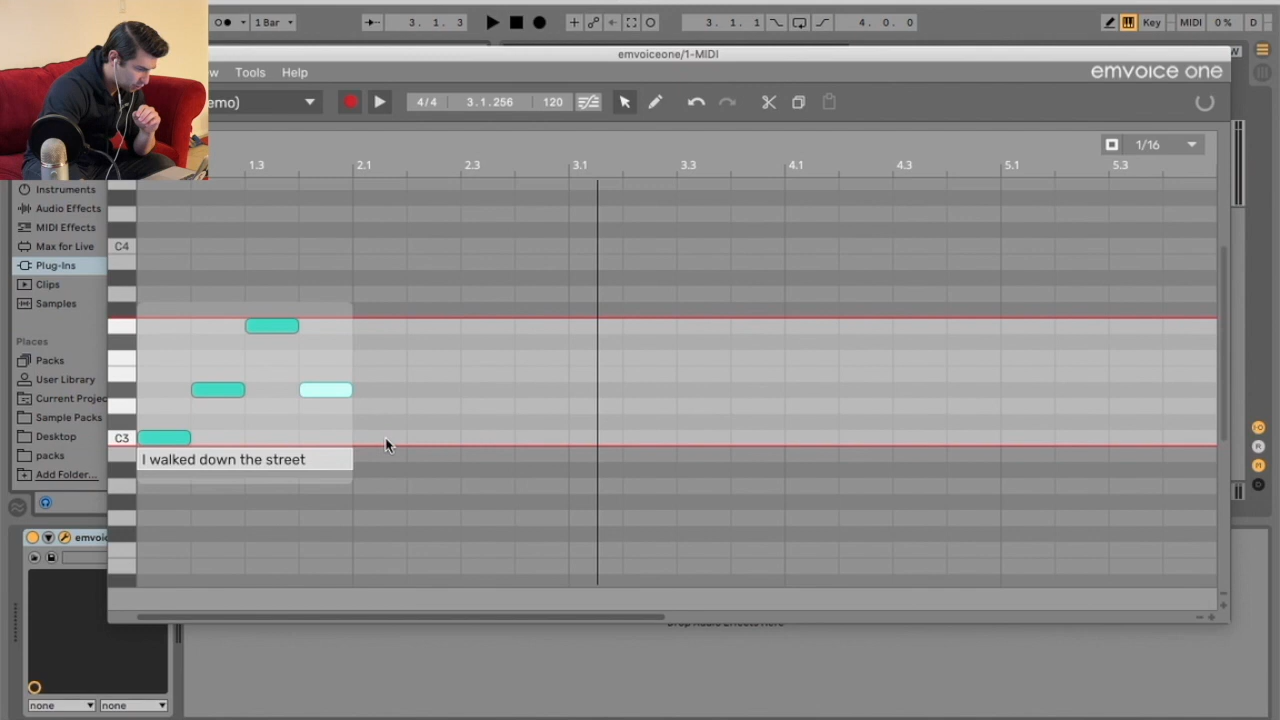 1 Bar
3. 1. 3
3. 1. 1
4. 0. 0
Key
MIDI
0 %
D
emvoiceone/1-MIDI
w
Tools
Help
emvoice one
emo)
4/4
3.1.256
120
1/16
1.3
2.1
2.3
3.1
3.3
4.1
4.3
5.1
5.3
Instruments
Audio Effects
MIDI Effects
Max for Live
Plug-Ins
Clips
Samples
Places
Packs
User Library
Current Projec
Sample Packs
Desktop
packs
Add Folder...
C4
C3
I walked down the street
emvoic
none
none